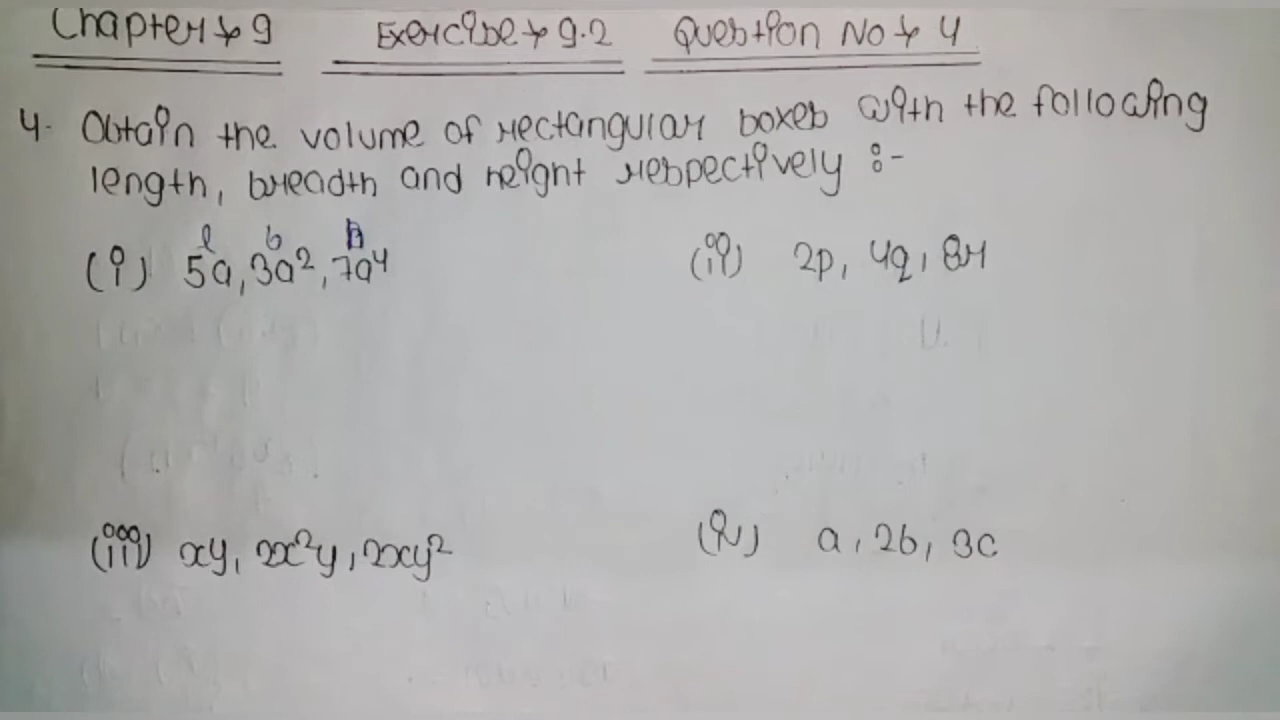 Chapter → 9 Exercise → 9.2 Question No → 4
4. Obtain the volume of rectangular boxes with the following
length, breadth and height respectively :-
l b h
(i) 5a, 3a², 7a⁴ (ii) 2p, 4q, 8r
(iii) xy, 2x²y, 2xy² (iv) a, 2b, 3c